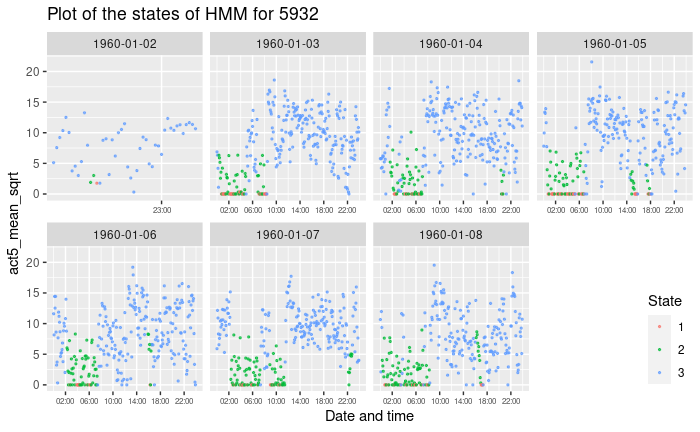 Plot of the states of HMM for 5932
1960-01-02 1960-01-03 1960-01-04 1960-01-05
20
15
10
5
0
23:00 02:00 06:00 10:00 14:00 18:00 22:00 02:00 06:00 10:00 14:00 18:00 22:00 02:00 06:00 10:00 14:00 18:00 22:00
act5_mean_sqrt
1960-01-06 1960-01-07 1960-01-08
20
15
10
5
0
02:00 06:00 10:00 14:00 18:00 22:00 02:00 06:00 10:00 14:00 18:00 22:00 02:00 06:00 10:00 14:00 18:00 22:00
Date and time
State
1
2
3